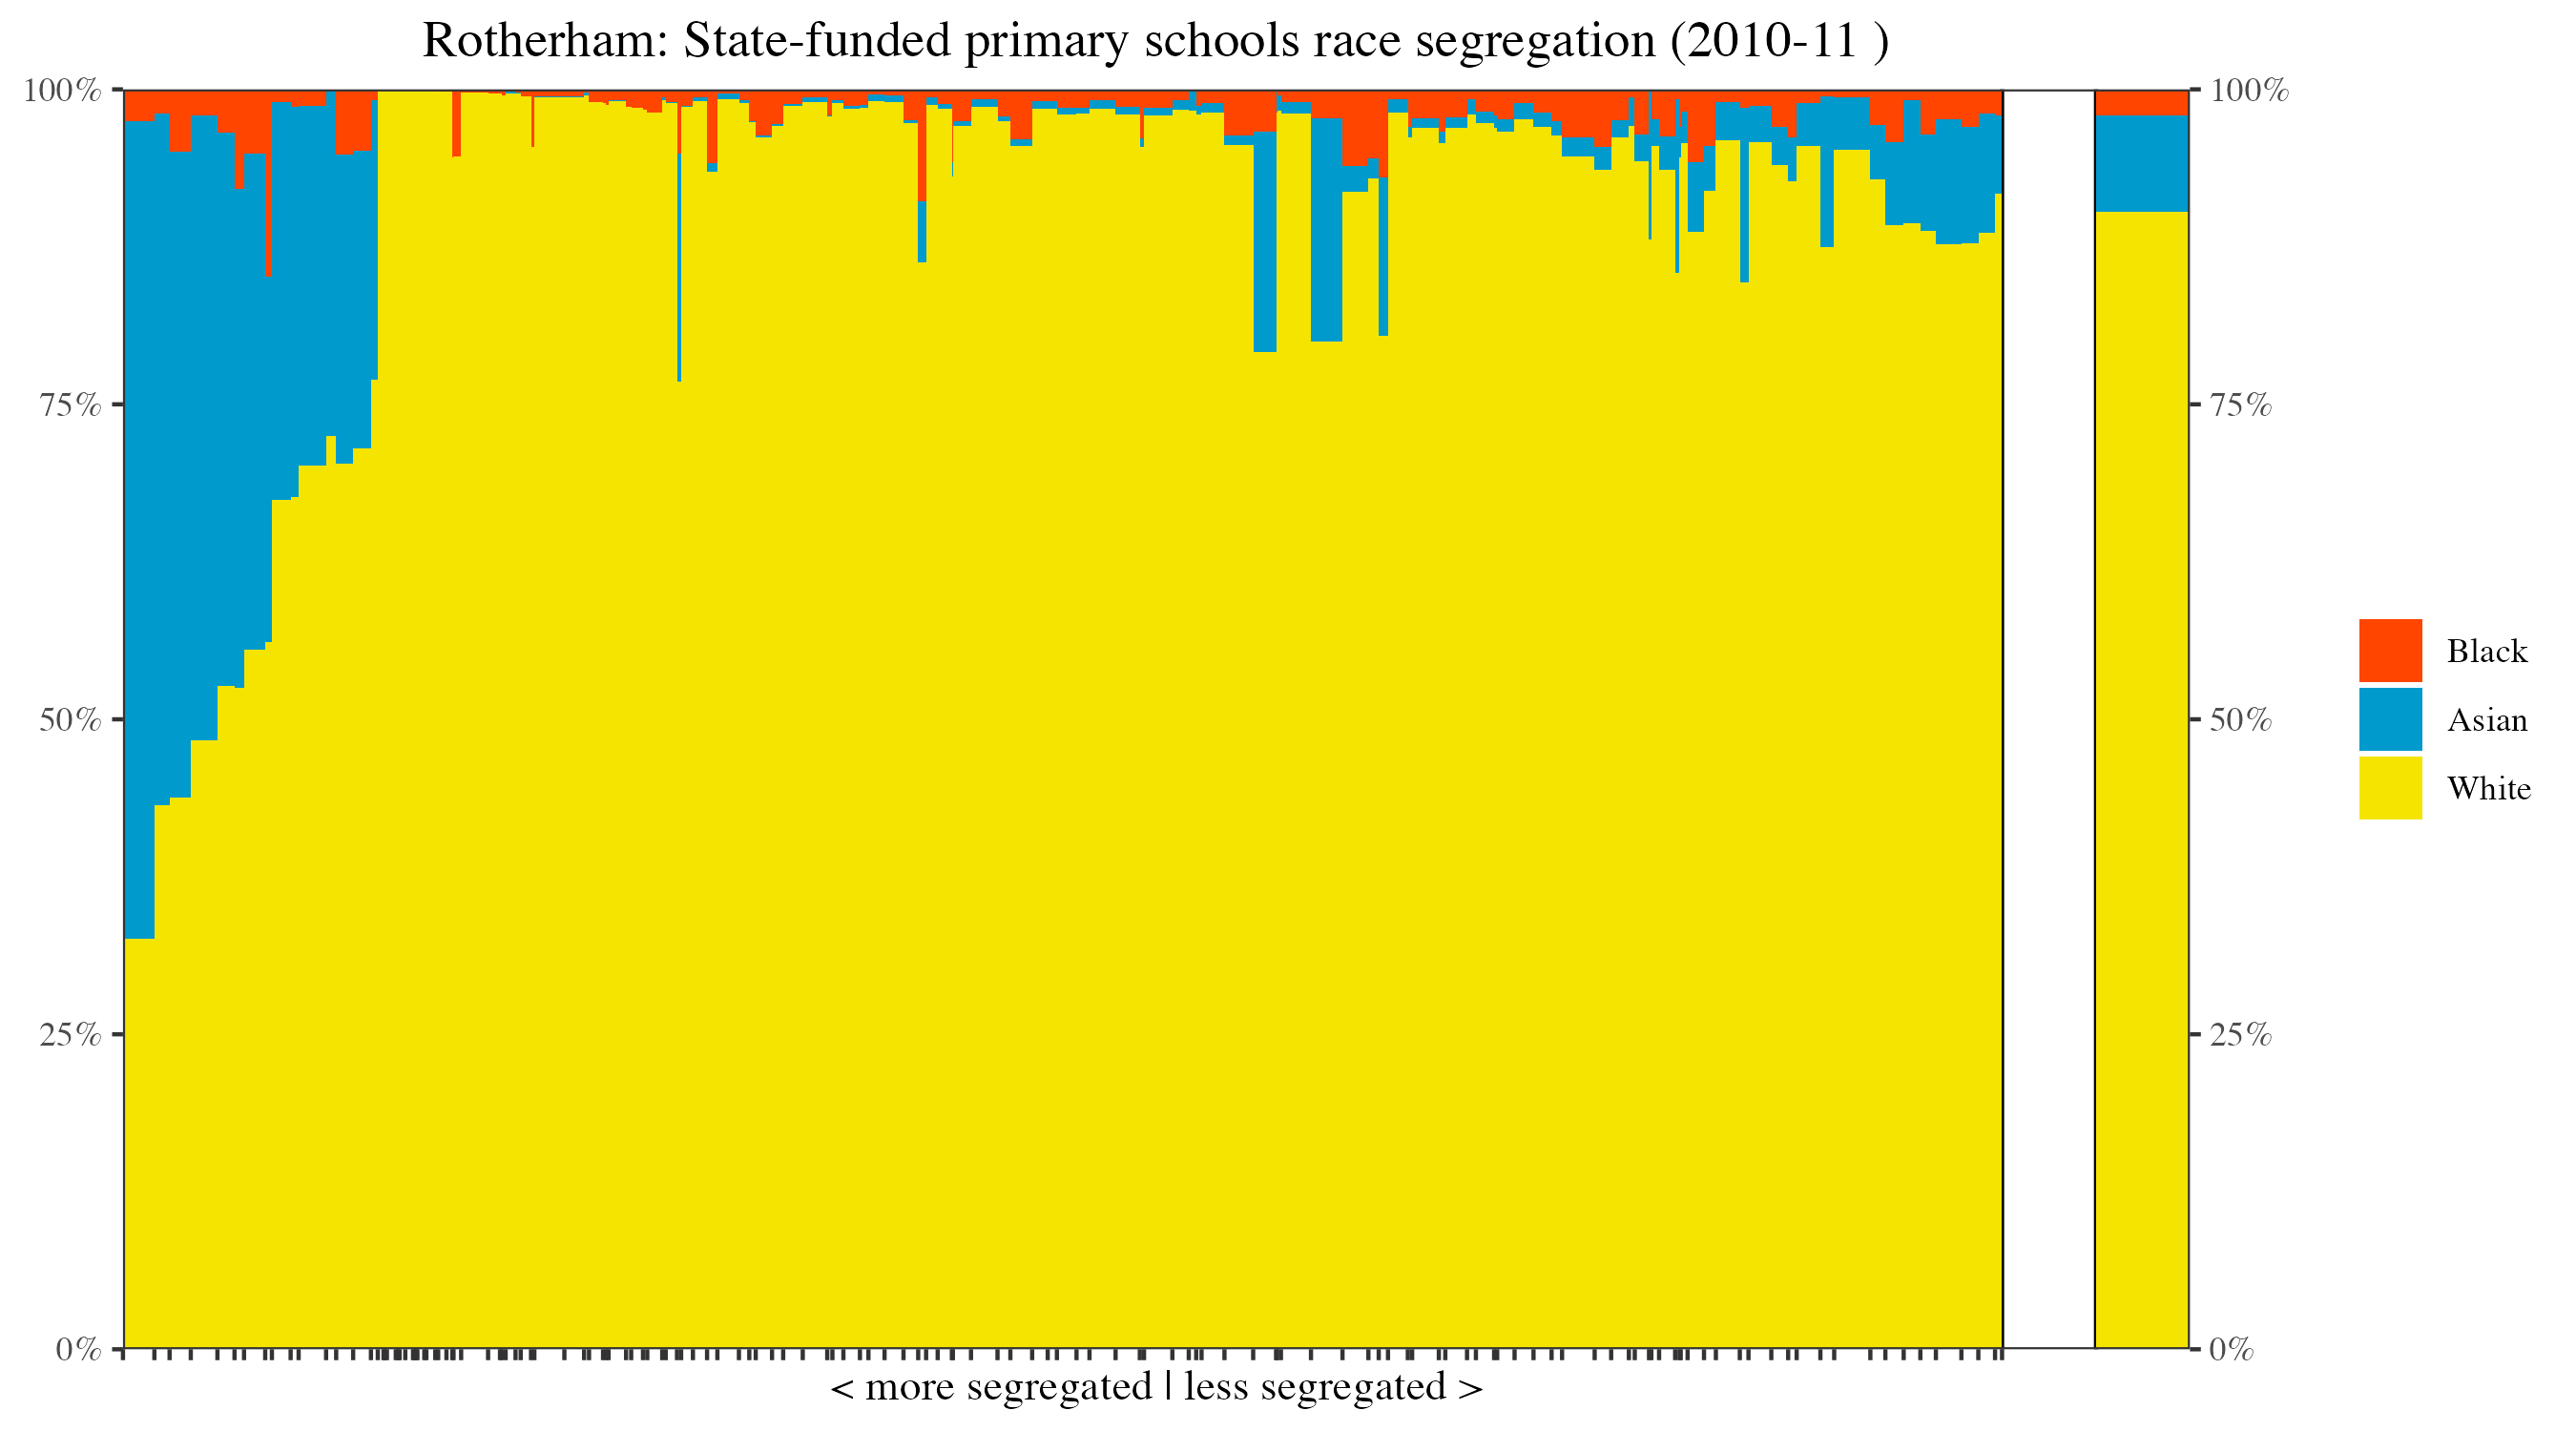 Rotherham: State-funded primary schools race segregation (2010-11 )
100%
75%
50%
25%
0%
100%
75%
50%
25%
0%
Black
Asian
White
< more segregated | less segregated >